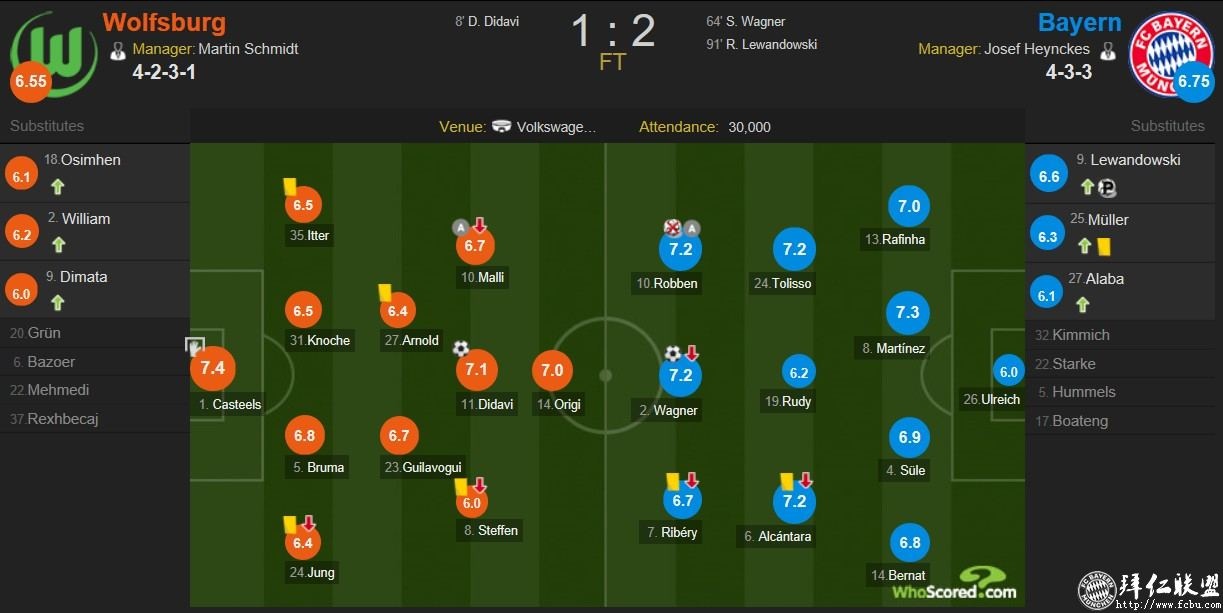 Wolfsburg
Manager: Martin Schmidt
4-2-3-1
6.55
8' D. Didavi
1 : 2
FT
64' S. Wagner
91' R. Lewandowski
Bayern
Manager: Josef Heynckes
4-3-3
FC BAYERN MÜNCHEN
6.75
Substitutes
Venue: Volkswage...
Attendance: 30,000
Substitutes
6.1
18.Osimhen
6.2
2. William
6.0
9. Dimata
20.Grün
6. Bazoer
22.Mehmedi
37.Rexhbecaj
7.4
1. Casteels
6.5
35.Itter
6.5
31.Knoche
6.8
5. Bruma
6.4
24.Jung
6.4
27.Arnold
6.7
23.Guilavogui
A
6.7
10.Malli
7.1
11.Didavi
6.0
8. Steffen
7.0
14.Origi
A
7.2
10.Robben
7.2
2. Wagner
6.7
7. Ribéry
7.2
24.Tolisso
6.2
19.Rudy
7.2
6. Alcántara
7.0
13.Rafinha
7.3
8. Martínez
6.9
4. Süle
6.8
14.Bernat
6.0
26.Ulreich
6.6
9. Lewandowski
P
6.3
25.Müller
6.1
27.Alaba
32.Kimmich
22.Starke
5. Hummels
17.Boateng
WhoScored.com
拜仁联盟
http://www.fcbu.com